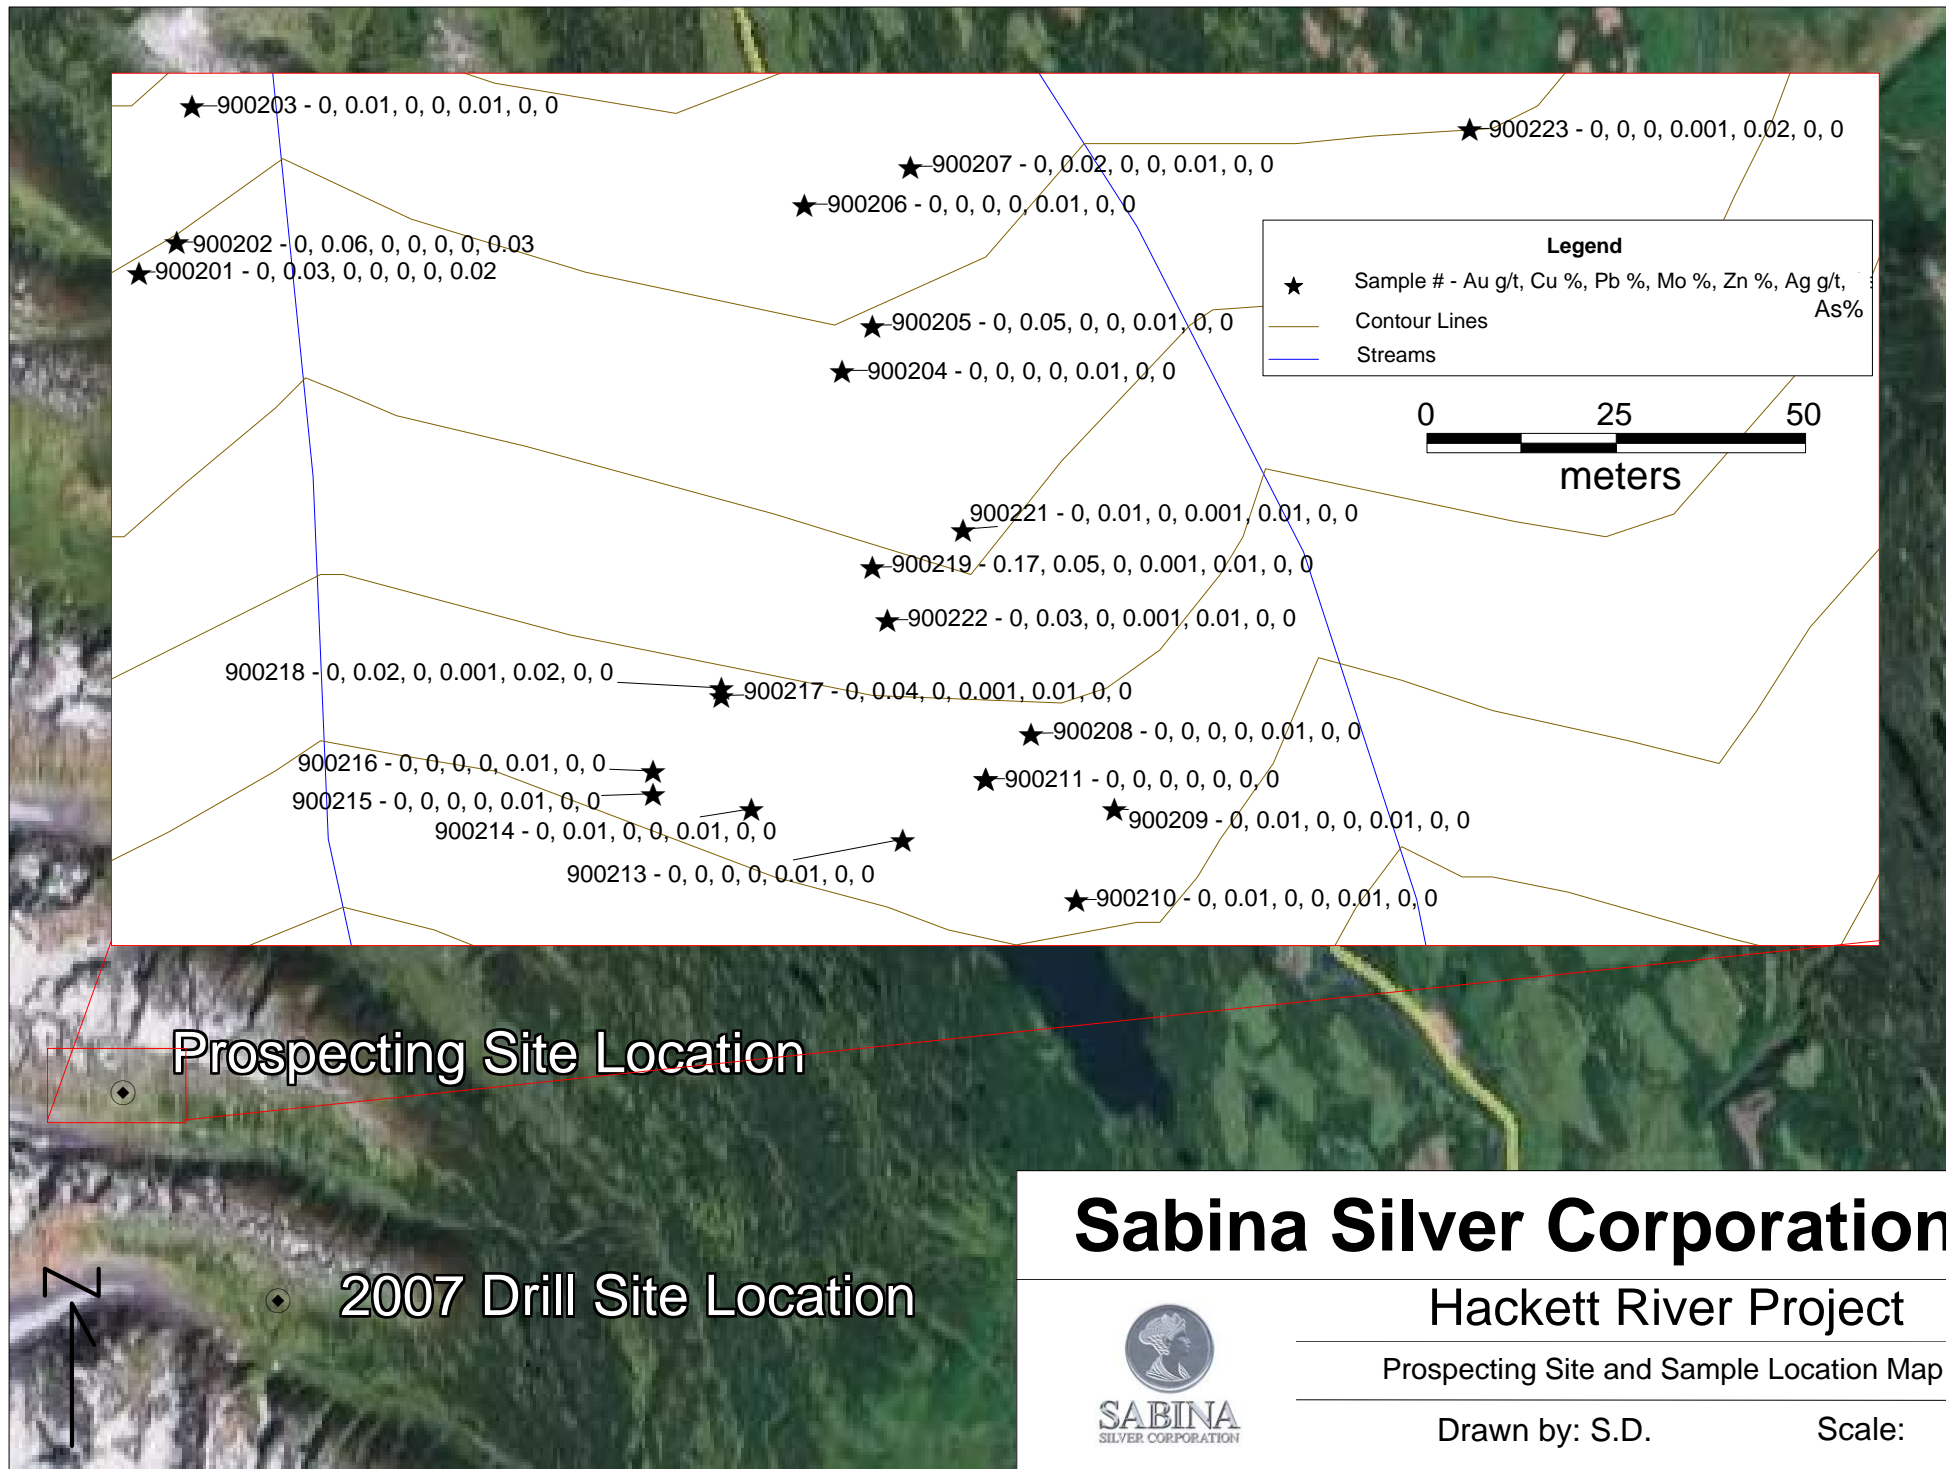 900203 - 0, 0.01, 0, 0, 0.01, 0, 0
900223 - 0, 0, 0, 0.001, 0.02, 0, 0
900207 - 0, 0.02, 0, 0, 0.01, 0, 0
900206 - 0, 0, 0, 0, 0.01, 0, 0
900202 - 0, 0.06, 0, 0, 0, 0, 0.03
900201 - 0, 0.03, 0, 0, 0, 0, 0.02
Legend
Sample # - Au g/t, Cu %, Pb %, Mo %, Zn %, Ag g/t,
As%
Contour Lines
Streams
900205 - 0, 0.05, 0, 0, 0.01, 0, 0
900204 - 0, 0, 0, 0, 0.01, 0, 0
0 25 50
meters
900221 - 0, 0.01, 0, 0.001, 0.01, 0, 0
900219 - 0.17, 0.05, 0, 0.001, 0.01, 0, 0
900222 - 0, 0.03, 0, 0.001, 0.01, 0, 0
900218 - 0, 0.02, 0, 0.001, 0.02, 0, 0
900217 - 0, 0.04, 0, 0.001, 0.01, 0, 0
900208 - 0, 0, 0, 0, 0.01, 0, 0
900216 - 0, 0, 0, 0, 0.01, 0, 0
900211 - 0, 0, 0, 0, 0, 0, 0
900215 - 0, 0, 0, 0, 0.01, 0, 0
900209 - 0, 0.01, 0, 0, 0.01, 0, 0
900214 - 0, 0.01, 0, 0, 0.01, 0, 0
900213 - 0, 0, 0, 0, 0.01, 0, 0
900210 - 0, 0.01, 0, 0, 0.01, 0, 0
Prospecting Site Location
2007 Drill Site Location
N
Sabina Silver Corporation
Hackett River Project
Prospecting Site and Sample Location Map
Drawn by: S.D. Scale:
SABINA
SILVER CORPORATION